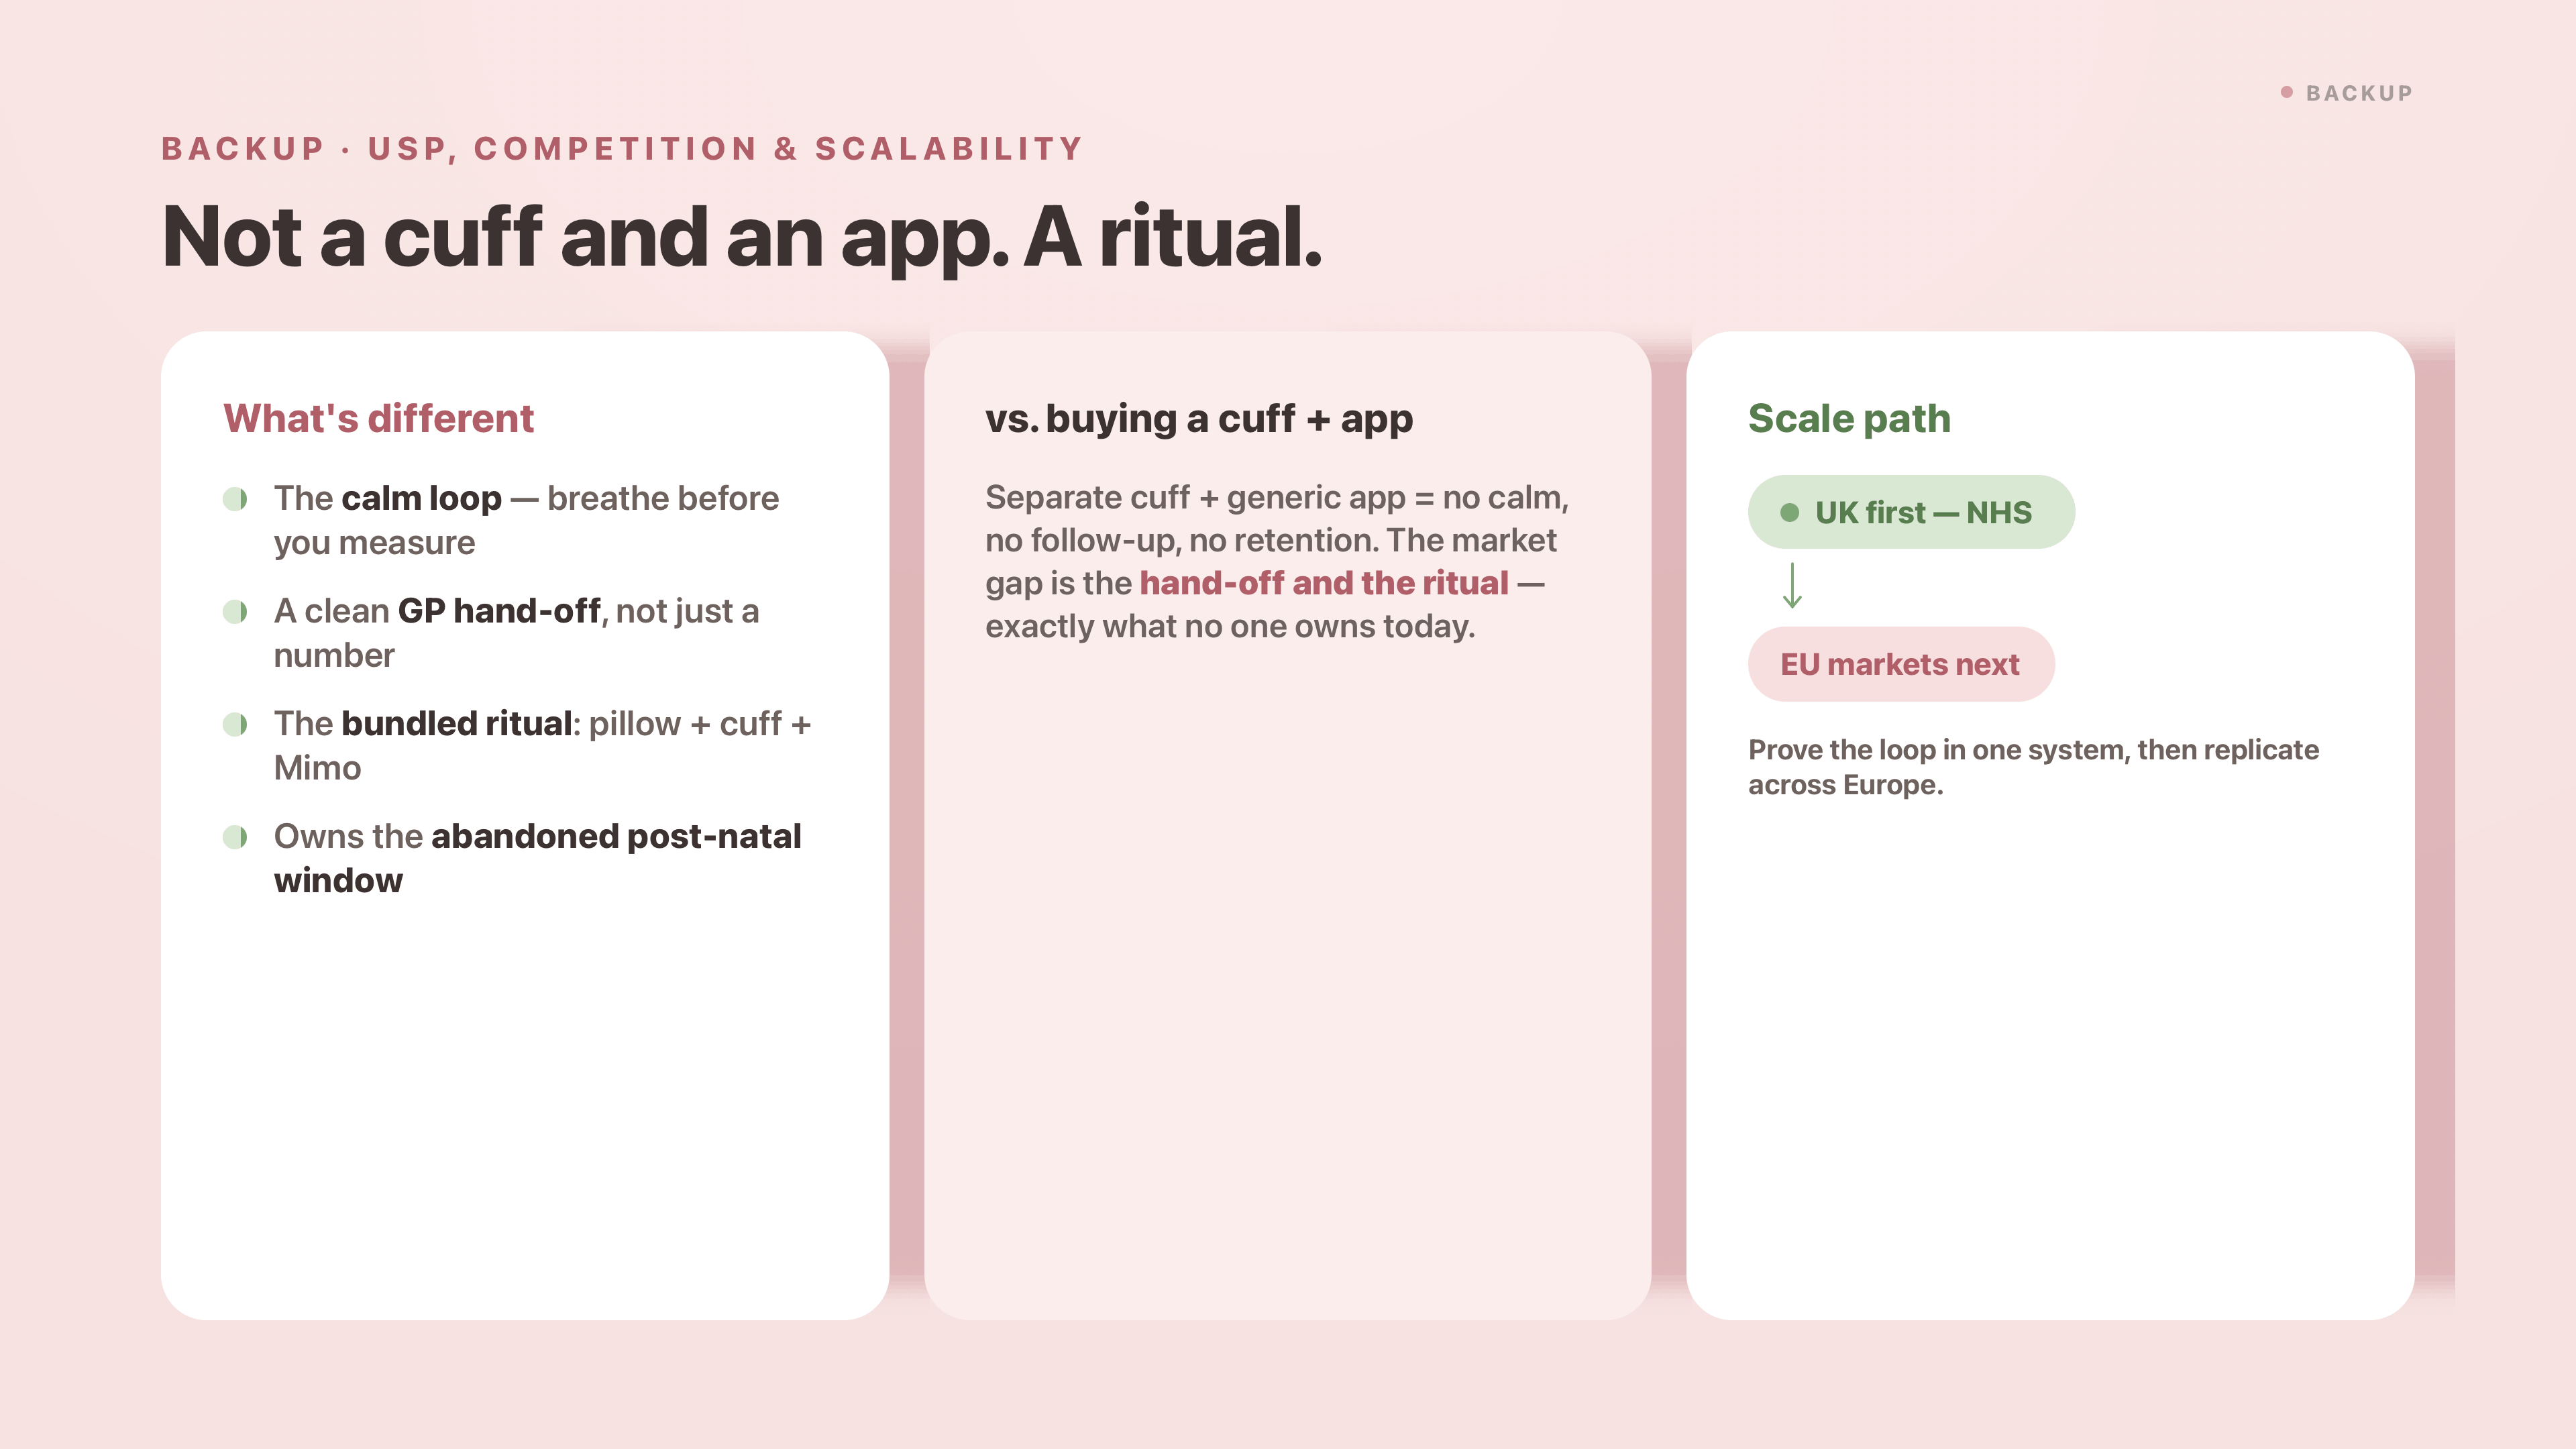 BACKUP
BACKUP · USP, COMPETITION & SCALABILITY
Not a cuff and an app. A ritual.
What's different
The calm loop — breathe before
you measure
A clean GP hand-off, not just a
number
The bundled ritual: pillow + cuff +
Mimo
Owns the abandoned post-natal
window
vs. buying a cuff + app
Separate cuff + generic app = no calm,
no follow-up, no retention. The market
gap is the hand-off and the ritual —
exactly what no one owns today.
Scale path
UK first — NHS
EU markets next
Prove the loop in one system, then replicate
across Europe.